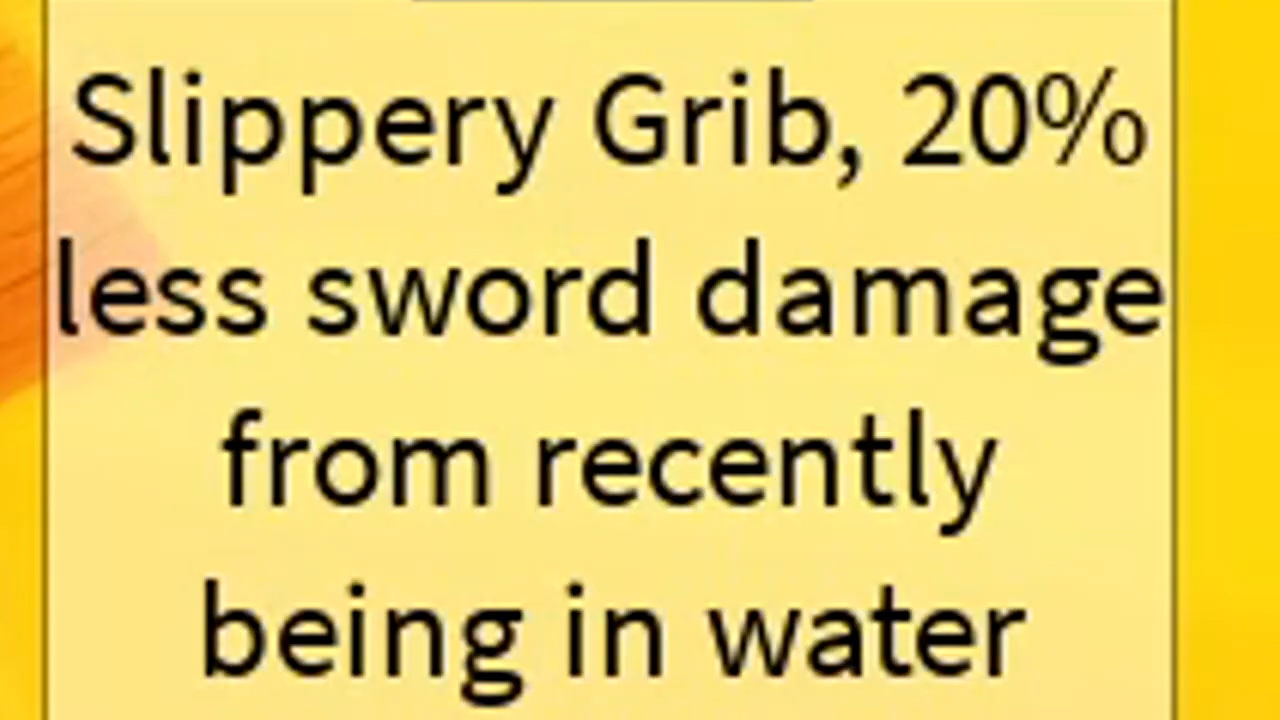 Slippery Grib, 20%
less sword damage
from recently
being in water